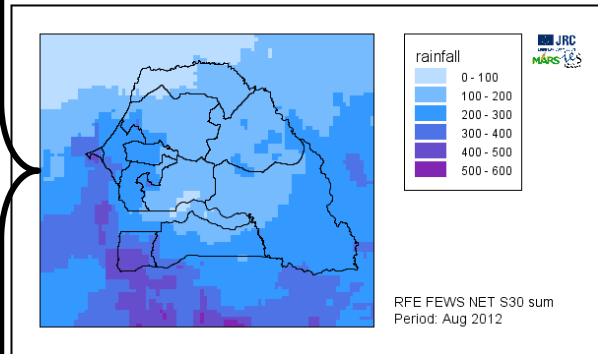 rainfall
0 - 100
100 - 200
200 - 300
300 - 400
400 - 500
500 - 600
JRC
MARS
RFE FEWS NET S30 sum
Period: Aug 2012